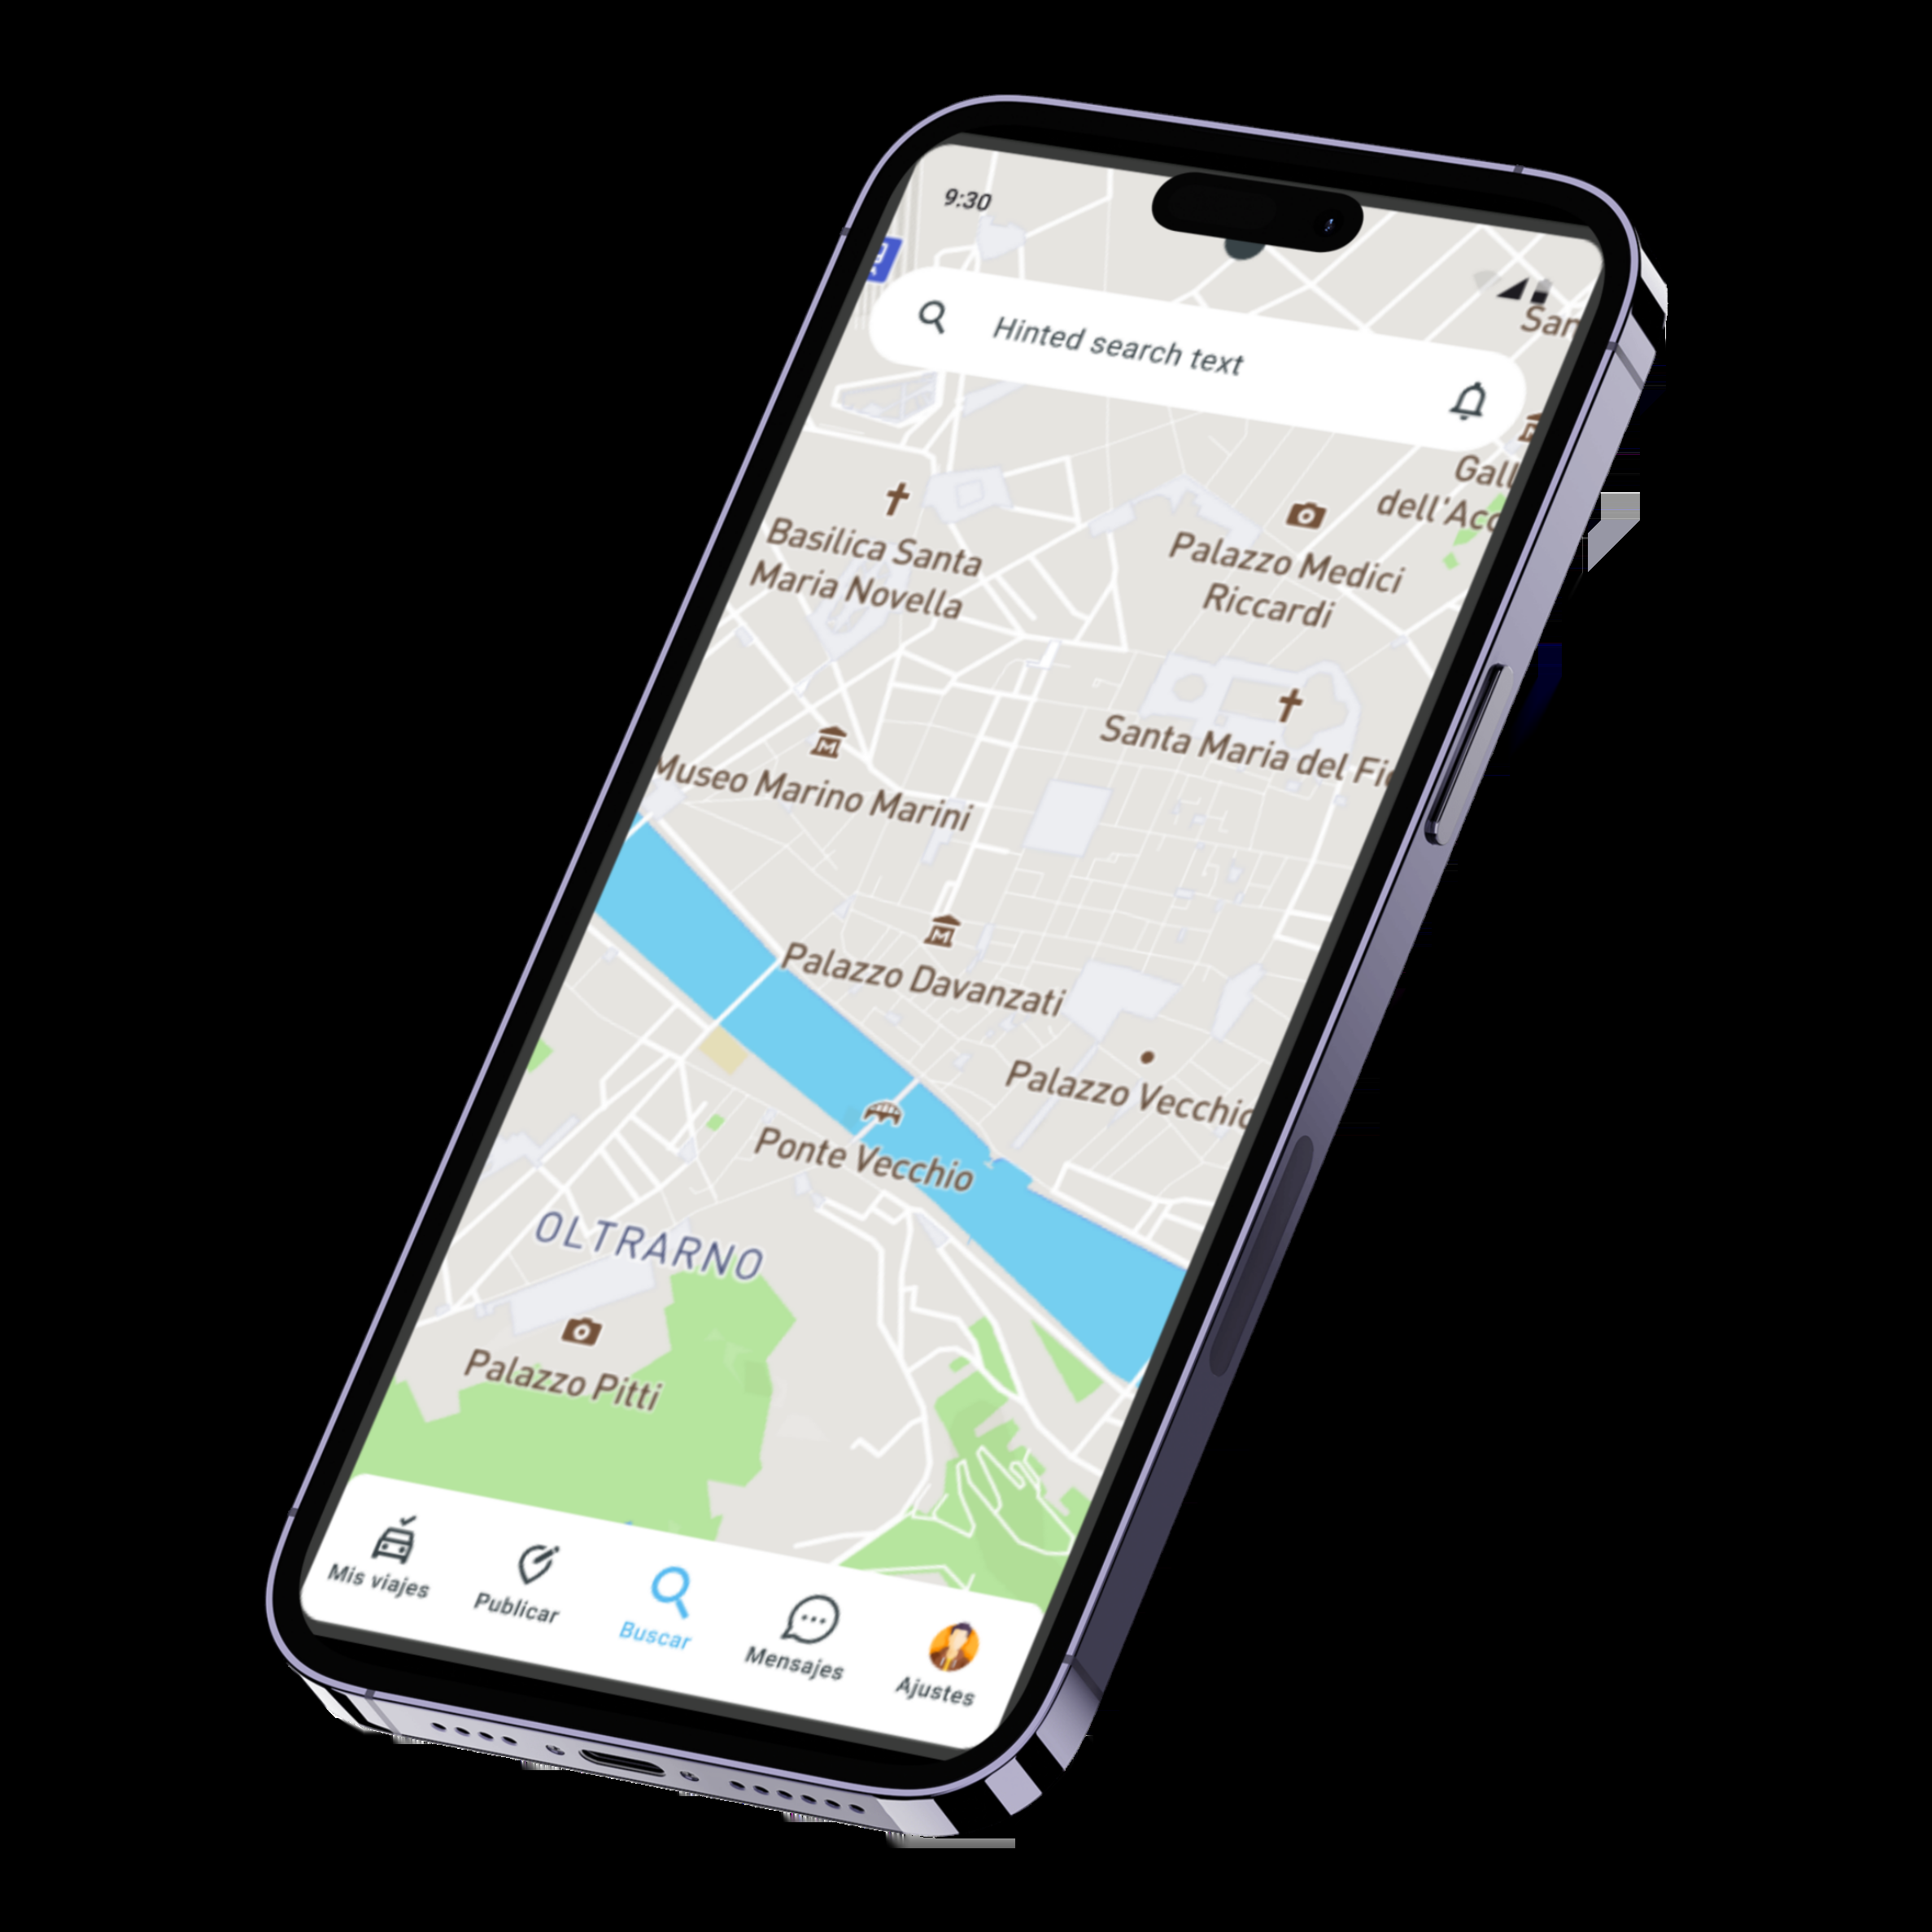 9:30
San
Hinted search text
Gall
dell'Acc
Basilica Santa
Maria Novella
Palazzo Medici
Riccardi
Santa Maria del Fio
Museo Marino Marini
Palazzo Davanzati
Palazzo Vecchio
Ponte Vecchio
OLTRARNO
Palazzo Pitti
Mis viajes
Publicar
Buscar
Mensajes
Ajustes